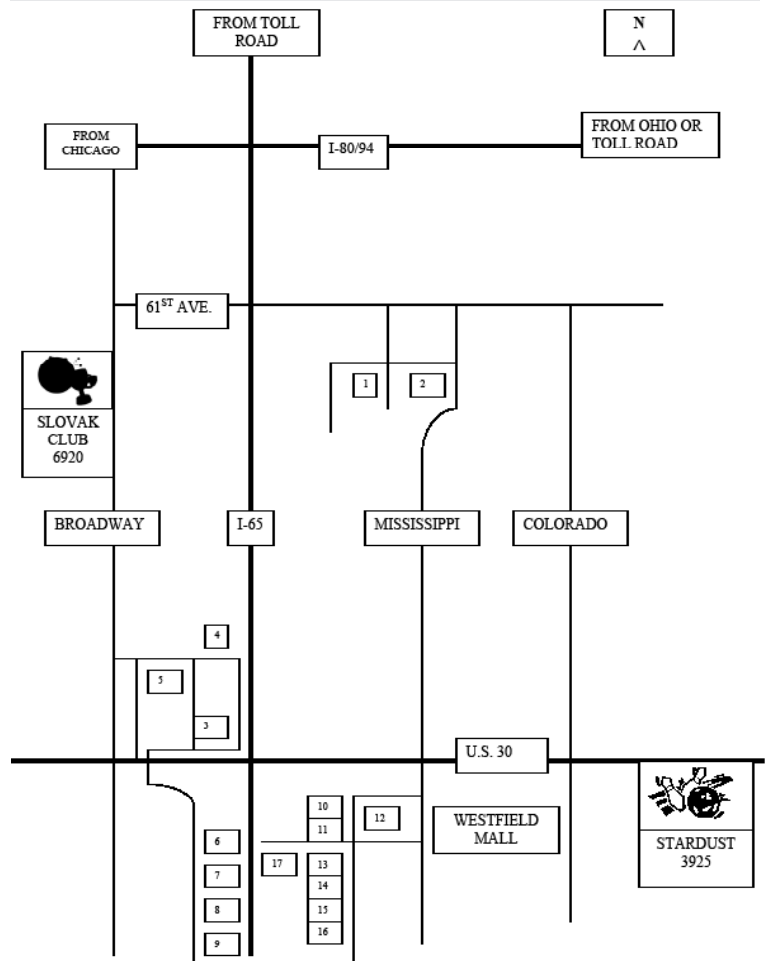 FROM TOLL
ROAD
N
^
FROM
CHICAGO
I-80/94
FROM OHIO OR
TOLL ROAD
61ST AVE.
1
2
SLOVAK
CLUB
6920
BROADWAY
I-65
MISSISSIPPI
COLORADO
4
5
3
U.S. 30
10
11
12
WESTFIELD
MALL
STARDUST
3925
6
17
13
7
14
8
15
16
9